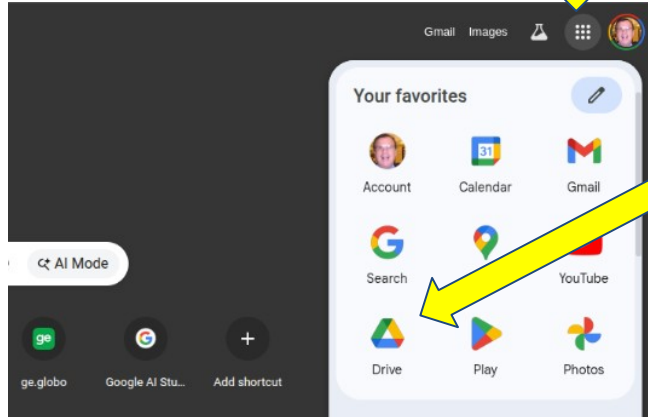 Gmail Images
Your favorites
31
Account Calendar Gmail
AI Mode
Search YouTube
ge
ge.globo Google AI Stu... Add shortcut
Drive Play Photos